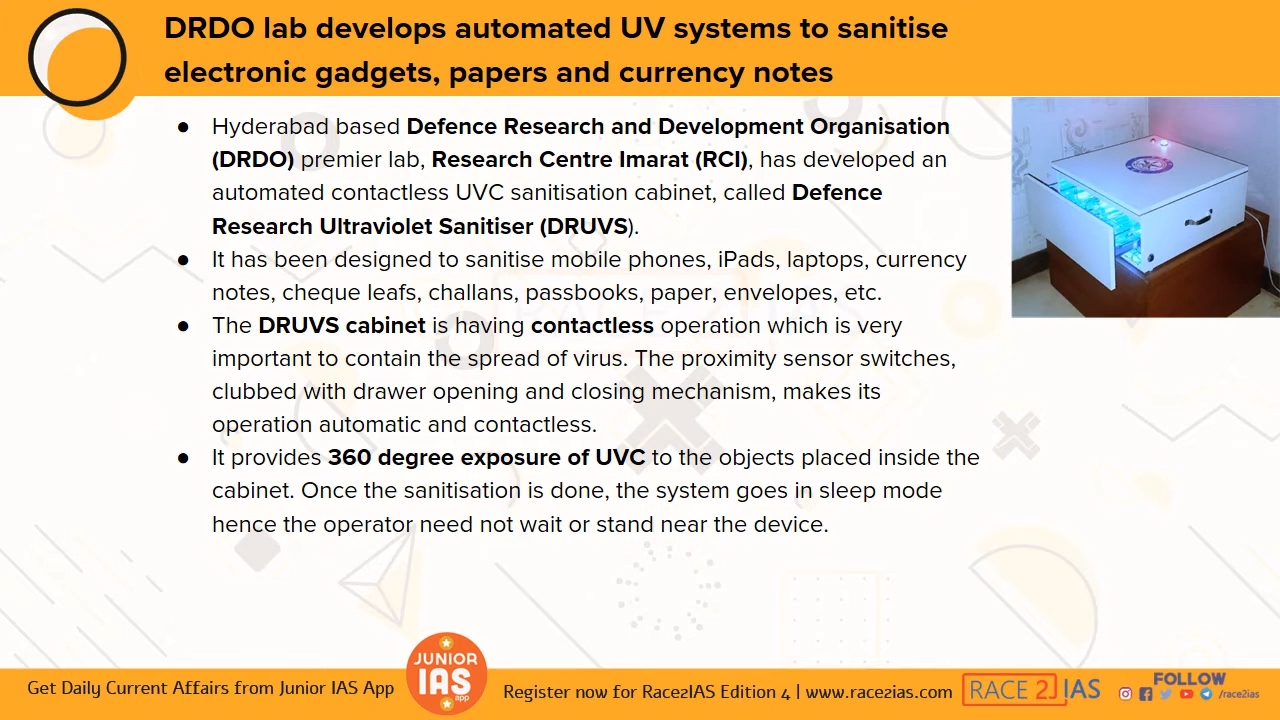 DRDO lab develops automated UV systems to sanitise
electronic gadgets, papers and currency notes
● Hyderabad based Defence Research and Development Organisation
(DRDO) premier lab, Research Centre Imarat (RCI), has developed an
automated contactless UVC sanitisation cabinet, called Defence
Research Ultraviolet Sanitiser (DRUVS).
● It has been designed to sanitise mobile phones, iPads, laptops, currency
notes, cheque leafs, challans, passbooks, paper, envelopes, etc.
● The DRUVS cabinet is having contactless operation which is very
important to contain the spread of virus. The proximity sensor switches,
clubbed with drawer opening and closing mechanism, makes its
operation automatic and contactless.
● It provides 360 degree exposure of UVC to the objects placed inside the
cabinet. Once the sanitisation is done, the system goes in sleep mode
hence the operator need not wait or stand near the device.
RACE 2 IAS
Get Daily Current Affairs from Junior IAS App
JUNIOR
IAS
app
Register now for Race2IAS Edition 4 | www.race2ias.com
RACE 2 IAS
FOLLOW
/race2ias